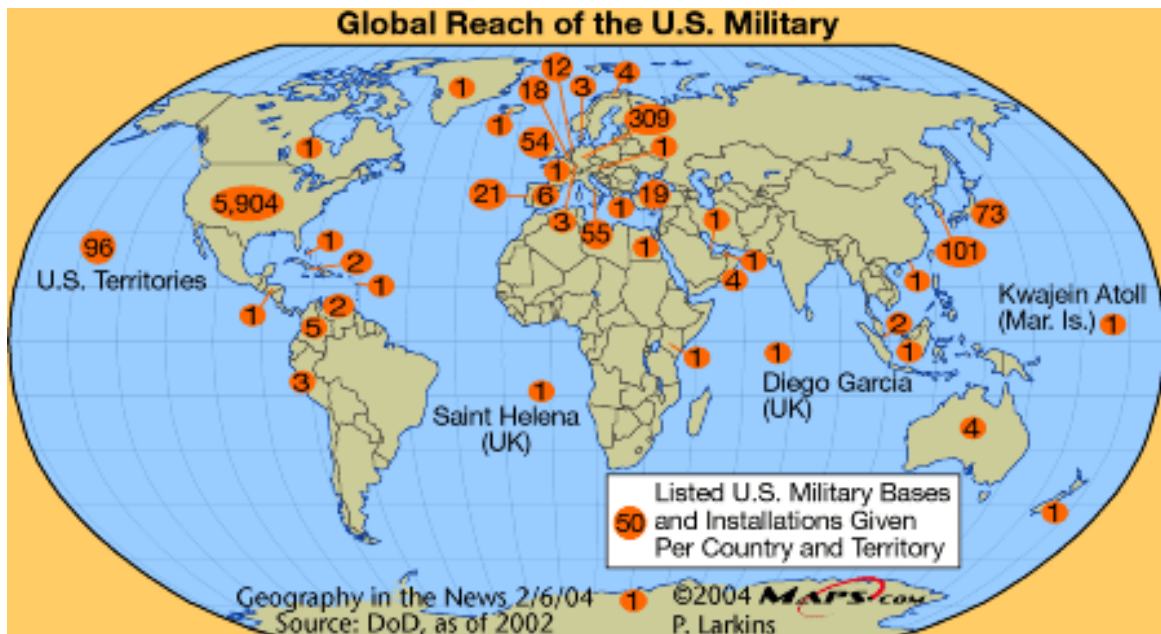 Global Reach of the U.S. Military
12
4
1
18
3
1
309
54
1
1
1
5,904
21
6
19
73
3
1
1
96
1
55
1
101
U.S. Territories
2
1
4
1
1
Kwajein Atoll
(Mar. Is.)
1
1
2
5
2
1
1
1
3
Diego Garcia
(UK)
1
Saint Helena
(UK)
4
50
Listed U.S. Military Bases
and Installations Given
Per Country and Territory
1
Geography in the News 2/6/04
Source: DoD, as of 2002
1
©2004 MAPS.com
P. Larkins